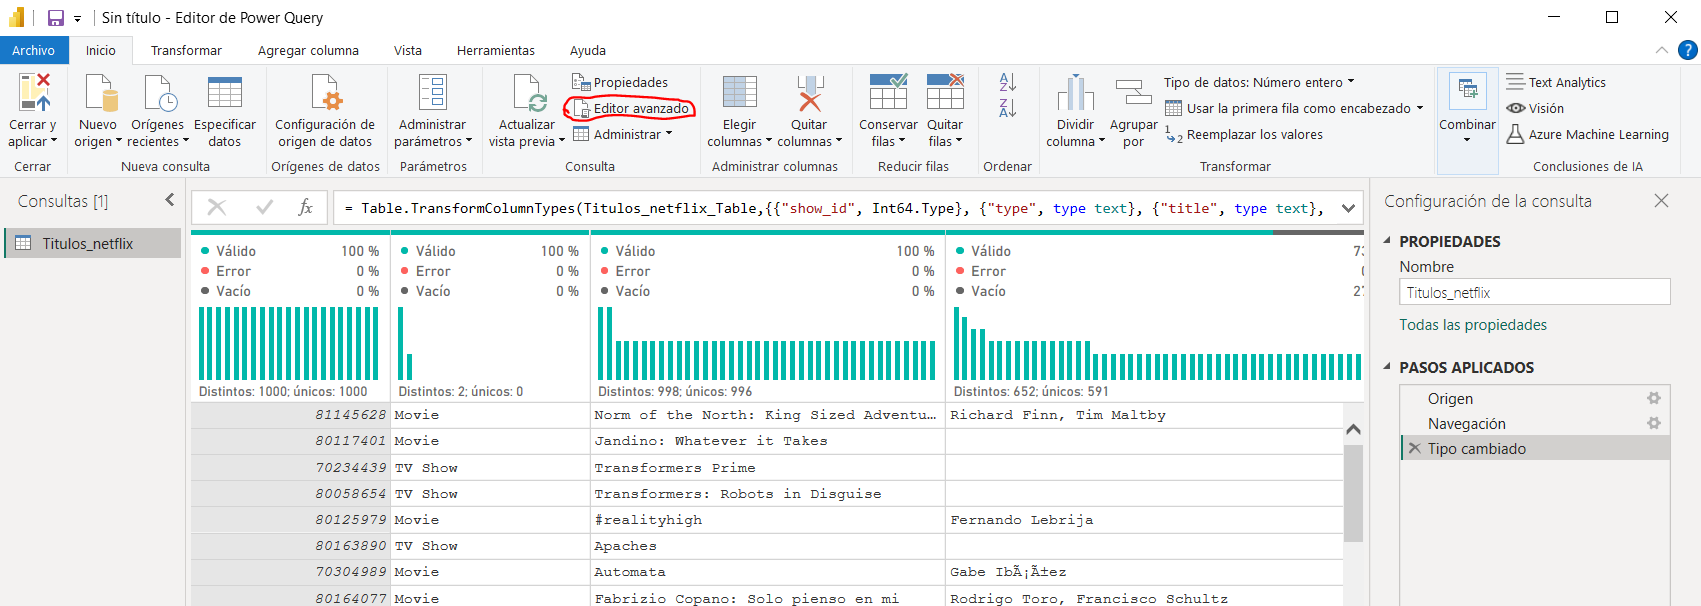 Sin título - Editor de Power Query
Archivo Inicio Transformar Agregar columna Vista Herramientas Ayuda
Cerrar y aplicar
Cerrar
Nuevo origen
Orígenes recientes
Especificar datos
Nueva consulta
Configuración de origen de datos
Orígenes de datos
Administrar parámetros
Parámetros
Actualizar vista previa
Propiedades
Editor avanzado
Administrar
Consulta
Elegir columnas
Quitar columnas
Administrar columnas
Conservar filas
Quitar filas
Reducir filas
Ordenar
Dividir columna
Agrupar por
Tipo de datos: Número entero
Usar la primera fila como encabezado
Reemplazar los valores
Transformar
Combinar
Text Analytics
Visión
Azure Machine Learning
Conclusiones de IA
Consultas [1]
Titulos_netflix
fx
= Table.TransformColumnTypes(Titulos_netflix_Table,{{"show_id", Int64.Type}, {"type", type text}, {"title", type text},
Válido 100 % Válido 100 % Válido 100 % Válido
Error 0 % Error 0 % Error 0 % Error
Vacío 0 % Vacío 0 % Vacío 0 % Vacío
Distintos: 1000; únicos: 1000 Distintos: 2; únicos: 0 Distintos: 998; únicos: 996 Distintos: 652; únicos: 591
81145628 Movie Norm of the North: King Sized Adventu... Richard Finn, Tim Maltby
80117401 Movie Jandino: Whatever it Takes
70234439 TV Show Transformers Prime
80058654 TV Show Transformers: Robots in Disguise
80125979 Movie #realityhigh Fernando Lebrija
80163890 TV Show Apaches
70304989 Movie Automata Gabe IbÃ¡Ã±ez
80164077 Movie Fabrizio Copano: Solo pienso en mi Rodrigo Toro, Francisco Schultz
Configuración de la consulta
PROPIEDADES
Nombre
Titulos_netflix
Todas las propiedades
PASOS APLICADOS
Origen
Navegación
Tipo cambiado